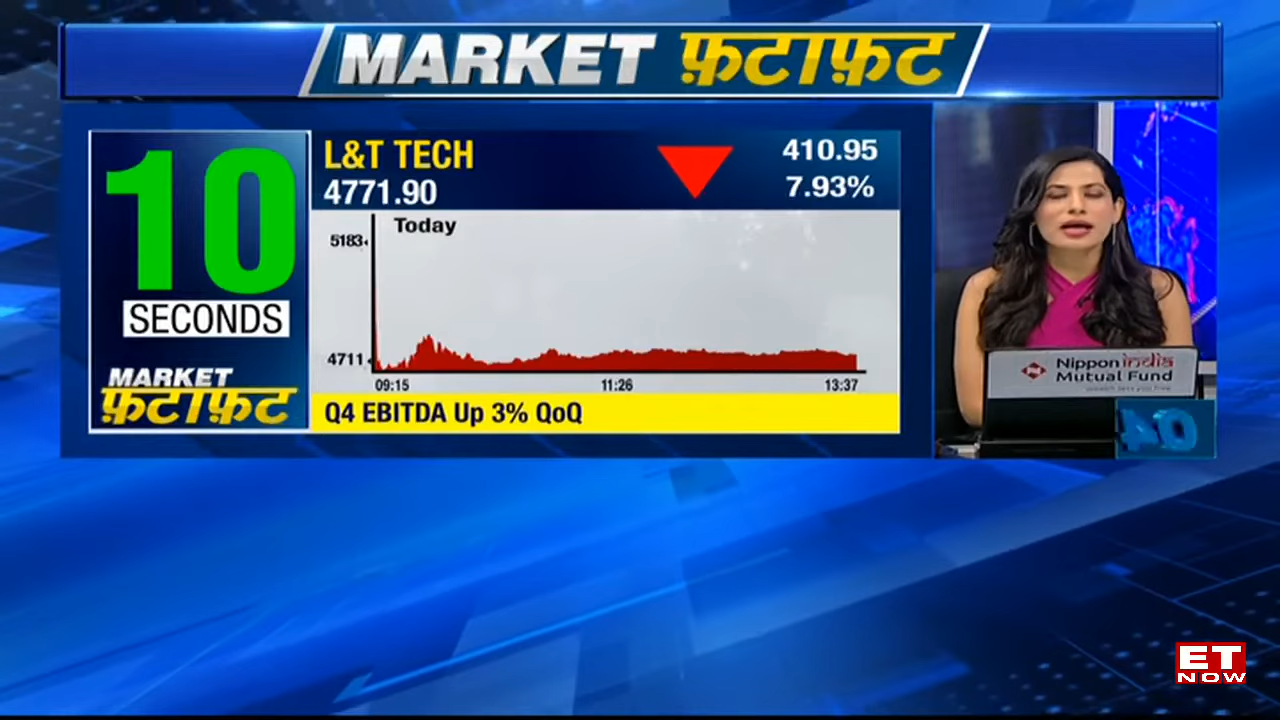 MARKET फ़टाफ़ट
10
SECONDS
MARKET
फ़टाफ़ट
L&T TECH
4771.90
410.95
7.93%
Today
5183
4711
09:15 11:26 13:37
Q4 EBITDA Up 3% QoQ
Nippon india
Mutual Fund
Q4
ET
NOW